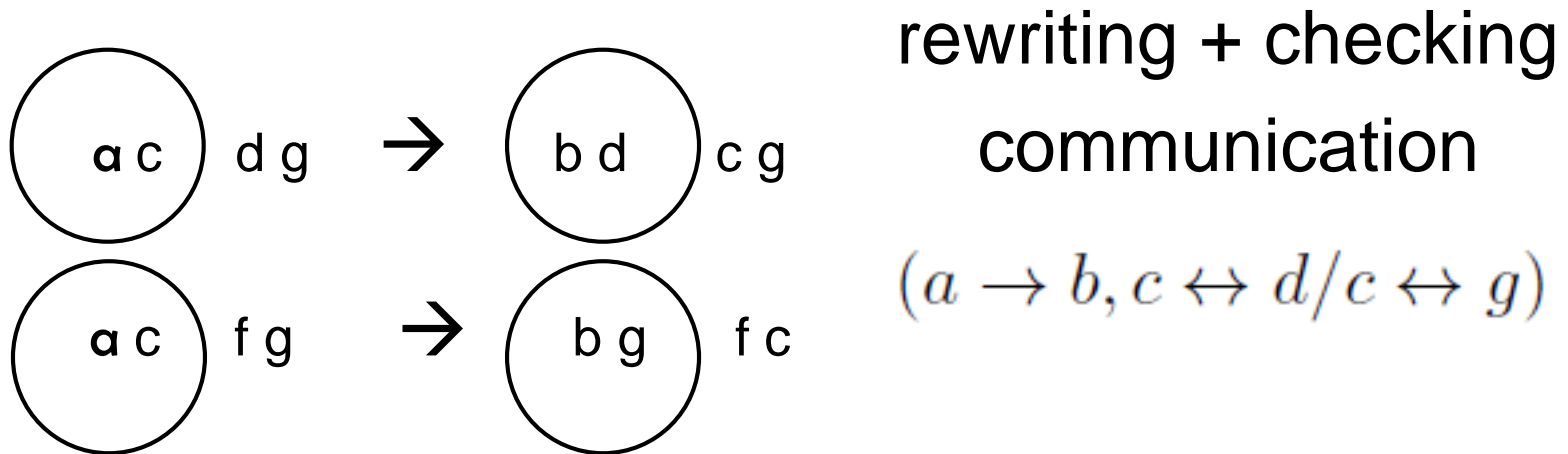 rewriting + checking
communication
a c d g → b d c g
(a → b, c ↔ d/c ↔ g)
a c f g → b g f c